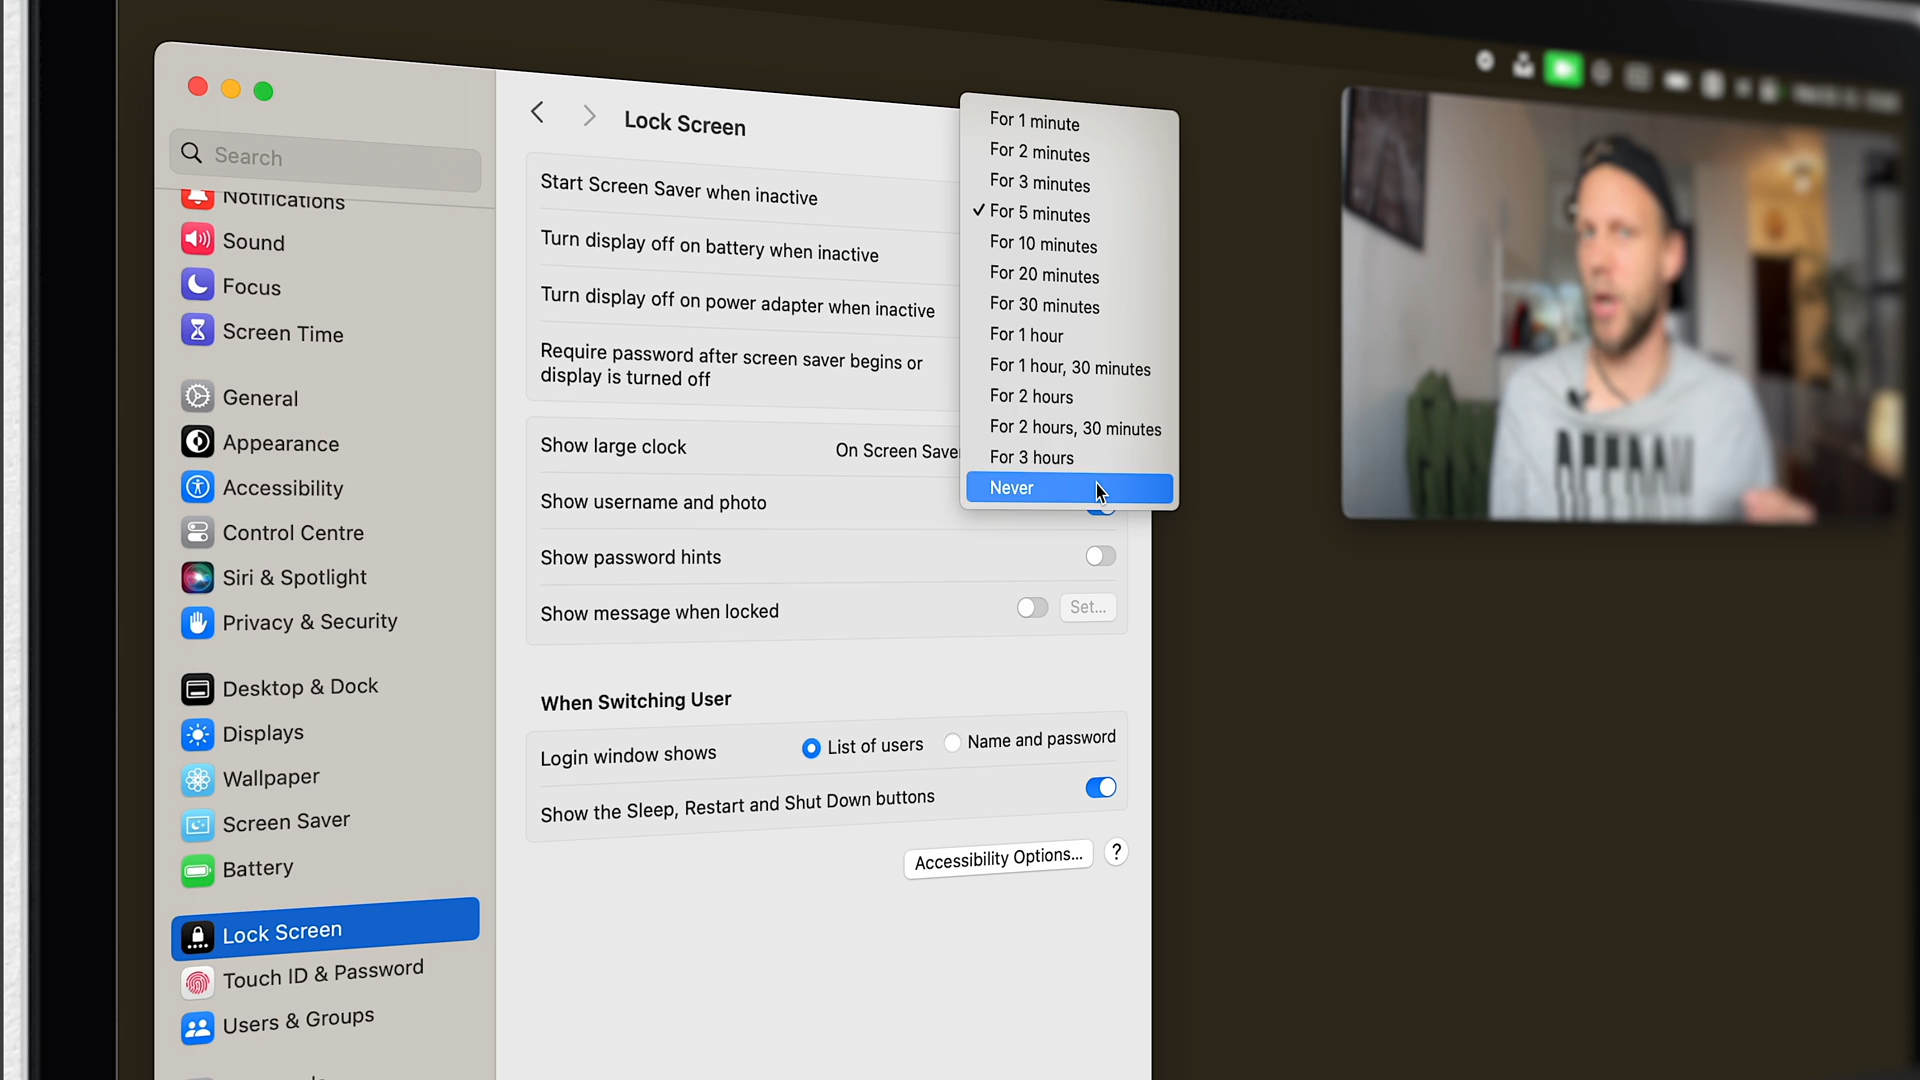 Search
Notifications
Sound
Focus
Screen Time
General
Appearance
Accessibility
Control Centre
Siri & Spotlight
Privacy & Security
Desktop & Dock
Displays
Wallpaper
Screen Saver
Battery
Lock Screen
Touch ID & Password
Users & Groups
Lock Screen
Start Screen Saver when inactive
Turn display off on battery when inactive
Turn display off on power adapter when inactive
Require password after screen saver begins or
display is turned off
Show large clock On Screen Saver
Show username and photo
Show password hints
Show message when locked Set...
When Switching User
Login window shows List of users Name and password
Show the Sleep, Restart and Shut Down buttons
Accessibility Options... ?
For 1 minute
For 2 minutes
For 3 minutes
✓ For 5 minutes
For 10 minutes
For 20 minutes
For 30 minutes
For 1 hour
For 1 hour, 30 minutes
For 2 hours
For 2 hours, 30 minutes
For 3 hours
Never